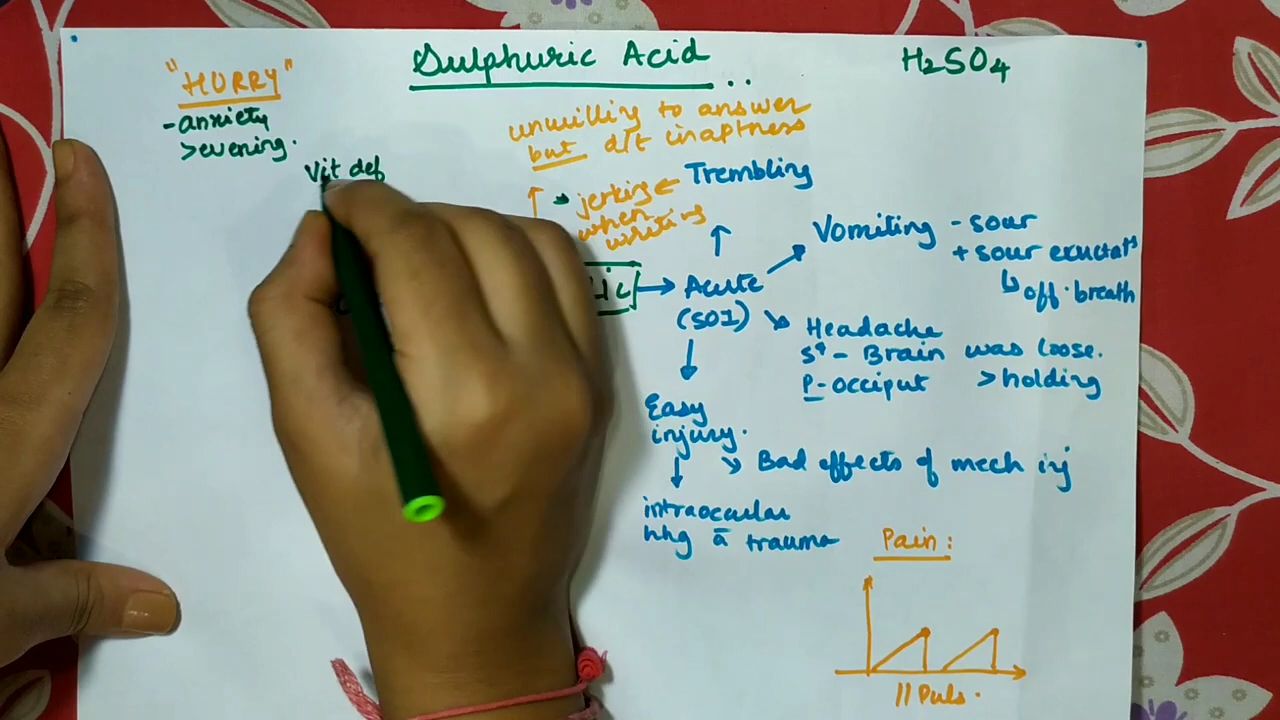 Sulphuric Acid
H2SO4
"HURRY"
-anxiety
>evening.
Vit def
unwilling to answer
but d/t inaptness
jerking ← Trembling
when
writing
Vomiting - sour
+ sour eructatⁿs
↳ off. breath
→ Acute
(SOI)
Headache
Sⁿ - Brain was loose.
P - occiput >holding
Easy
injury.
Bad effects of mech inj
intraocular
hhg ā trauma
Pain:
// Puls.